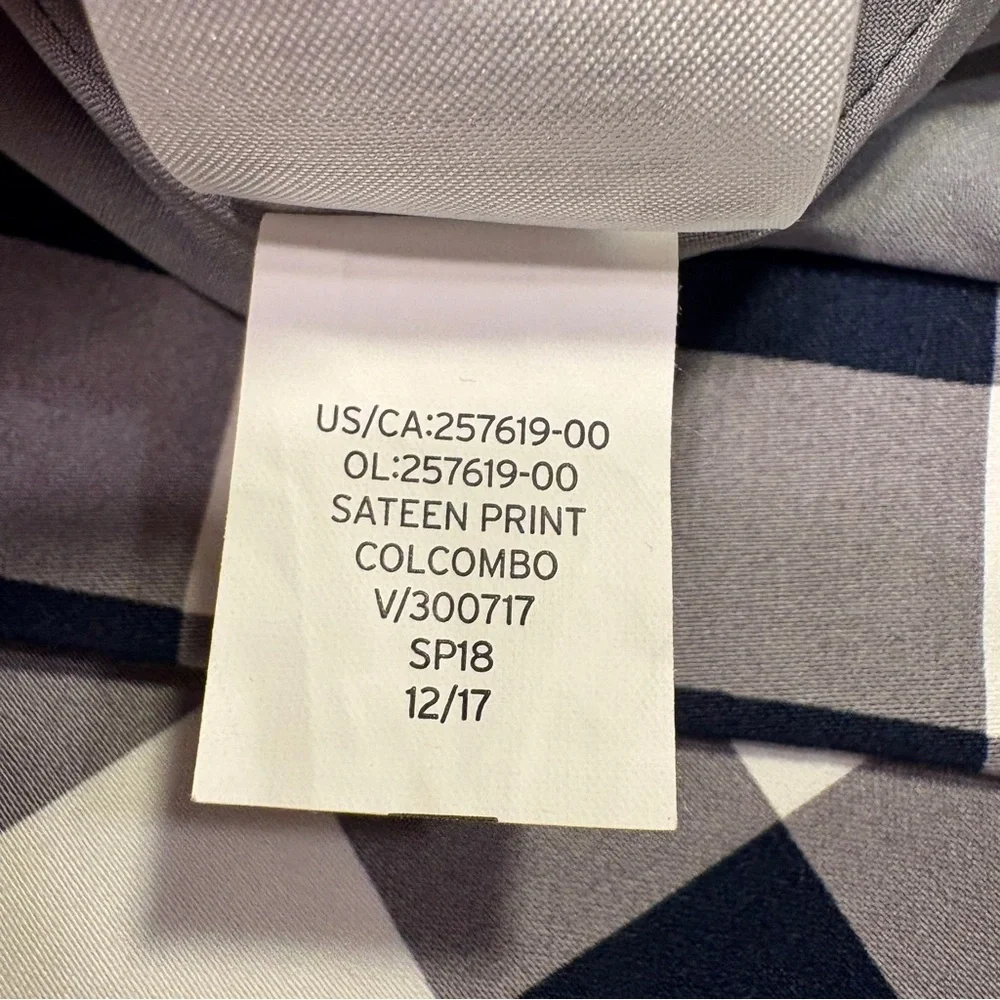 US/CA:257619-00
OL:257619-00
SATEEN PRINT
COLCOMBO
V/300717
SP18
12/17